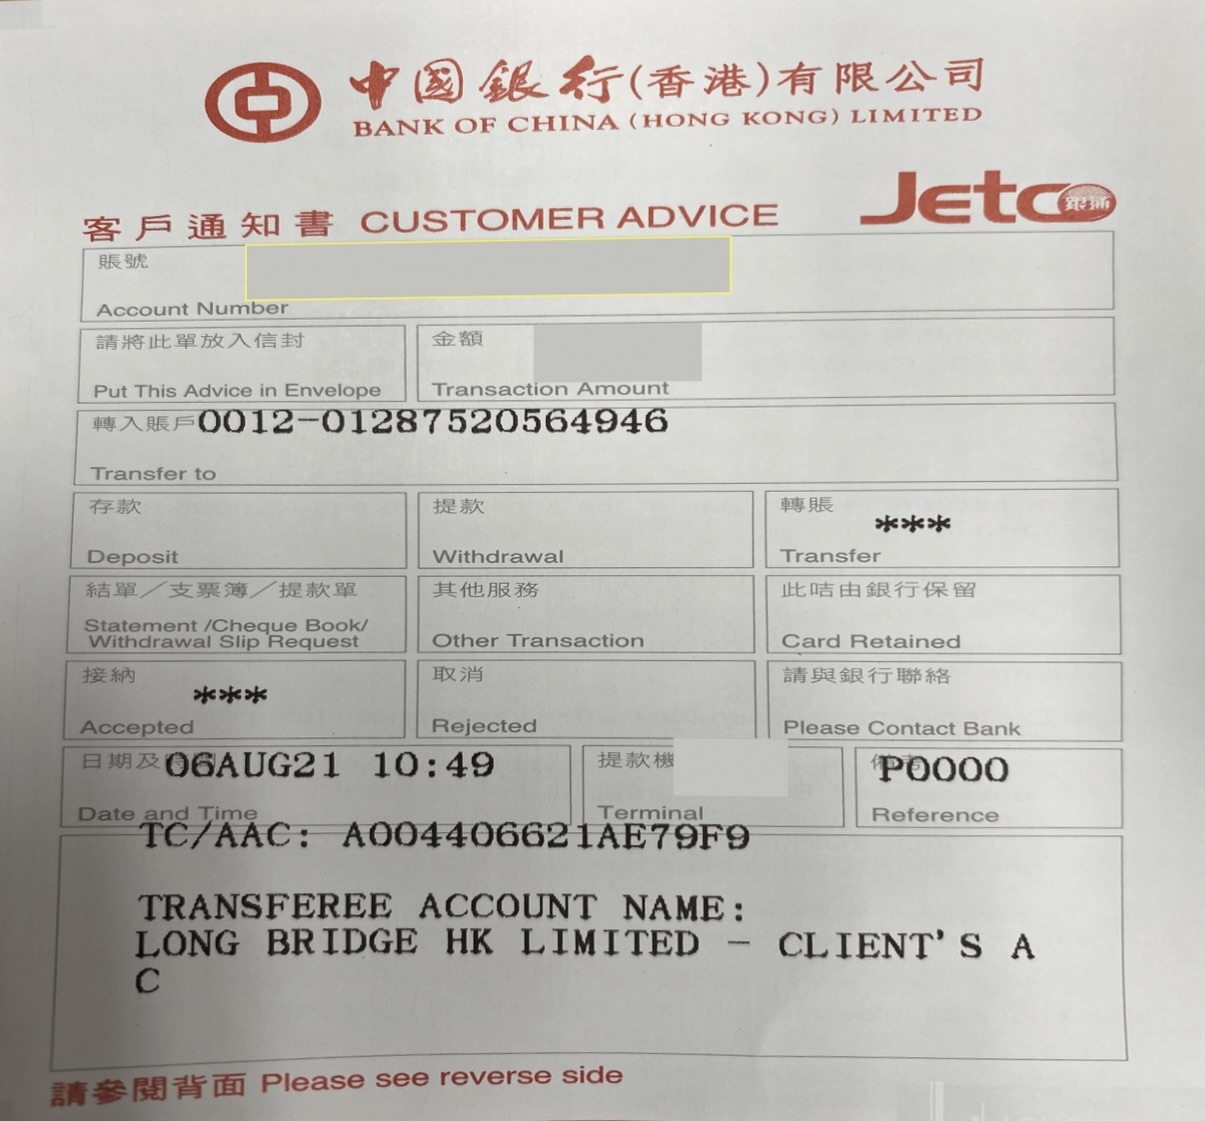 中國銀行(香港)有限公司
BANK OF CHINA (HONG KONG) LIMITED
Jetco 銀通
客戶通知書 CUSTOMER ADVICE
賬號
Account Number
請將此單放入信封
Put This Advice in Envelope
金額
Transaction Amount
轉入賬戶 0012-01287520564946
Transfer to
存款
Deposit
提款
Withdrawal
轉賬
***
Transfer
結單/支票簿/提款單
Statement /Cheque Book/
Withdrawal Slip Request
其他服務
Other Transaction
此咭由銀行保留
Card Retained
接納
***
Accepted
取消
Rejected
請與銀行聯絡
Please Contact Bank
日期及 06AUG21 10:49
Date and Time
提款機
Terminal
P0000
Reference
TC/AAC: A004406621AE79F9
TRANSFEREE ACCOUNT NAME:
LONG BRIDGE HK LIMITED - CLIENT'S A
C
請參閱背面 Please see reverse side